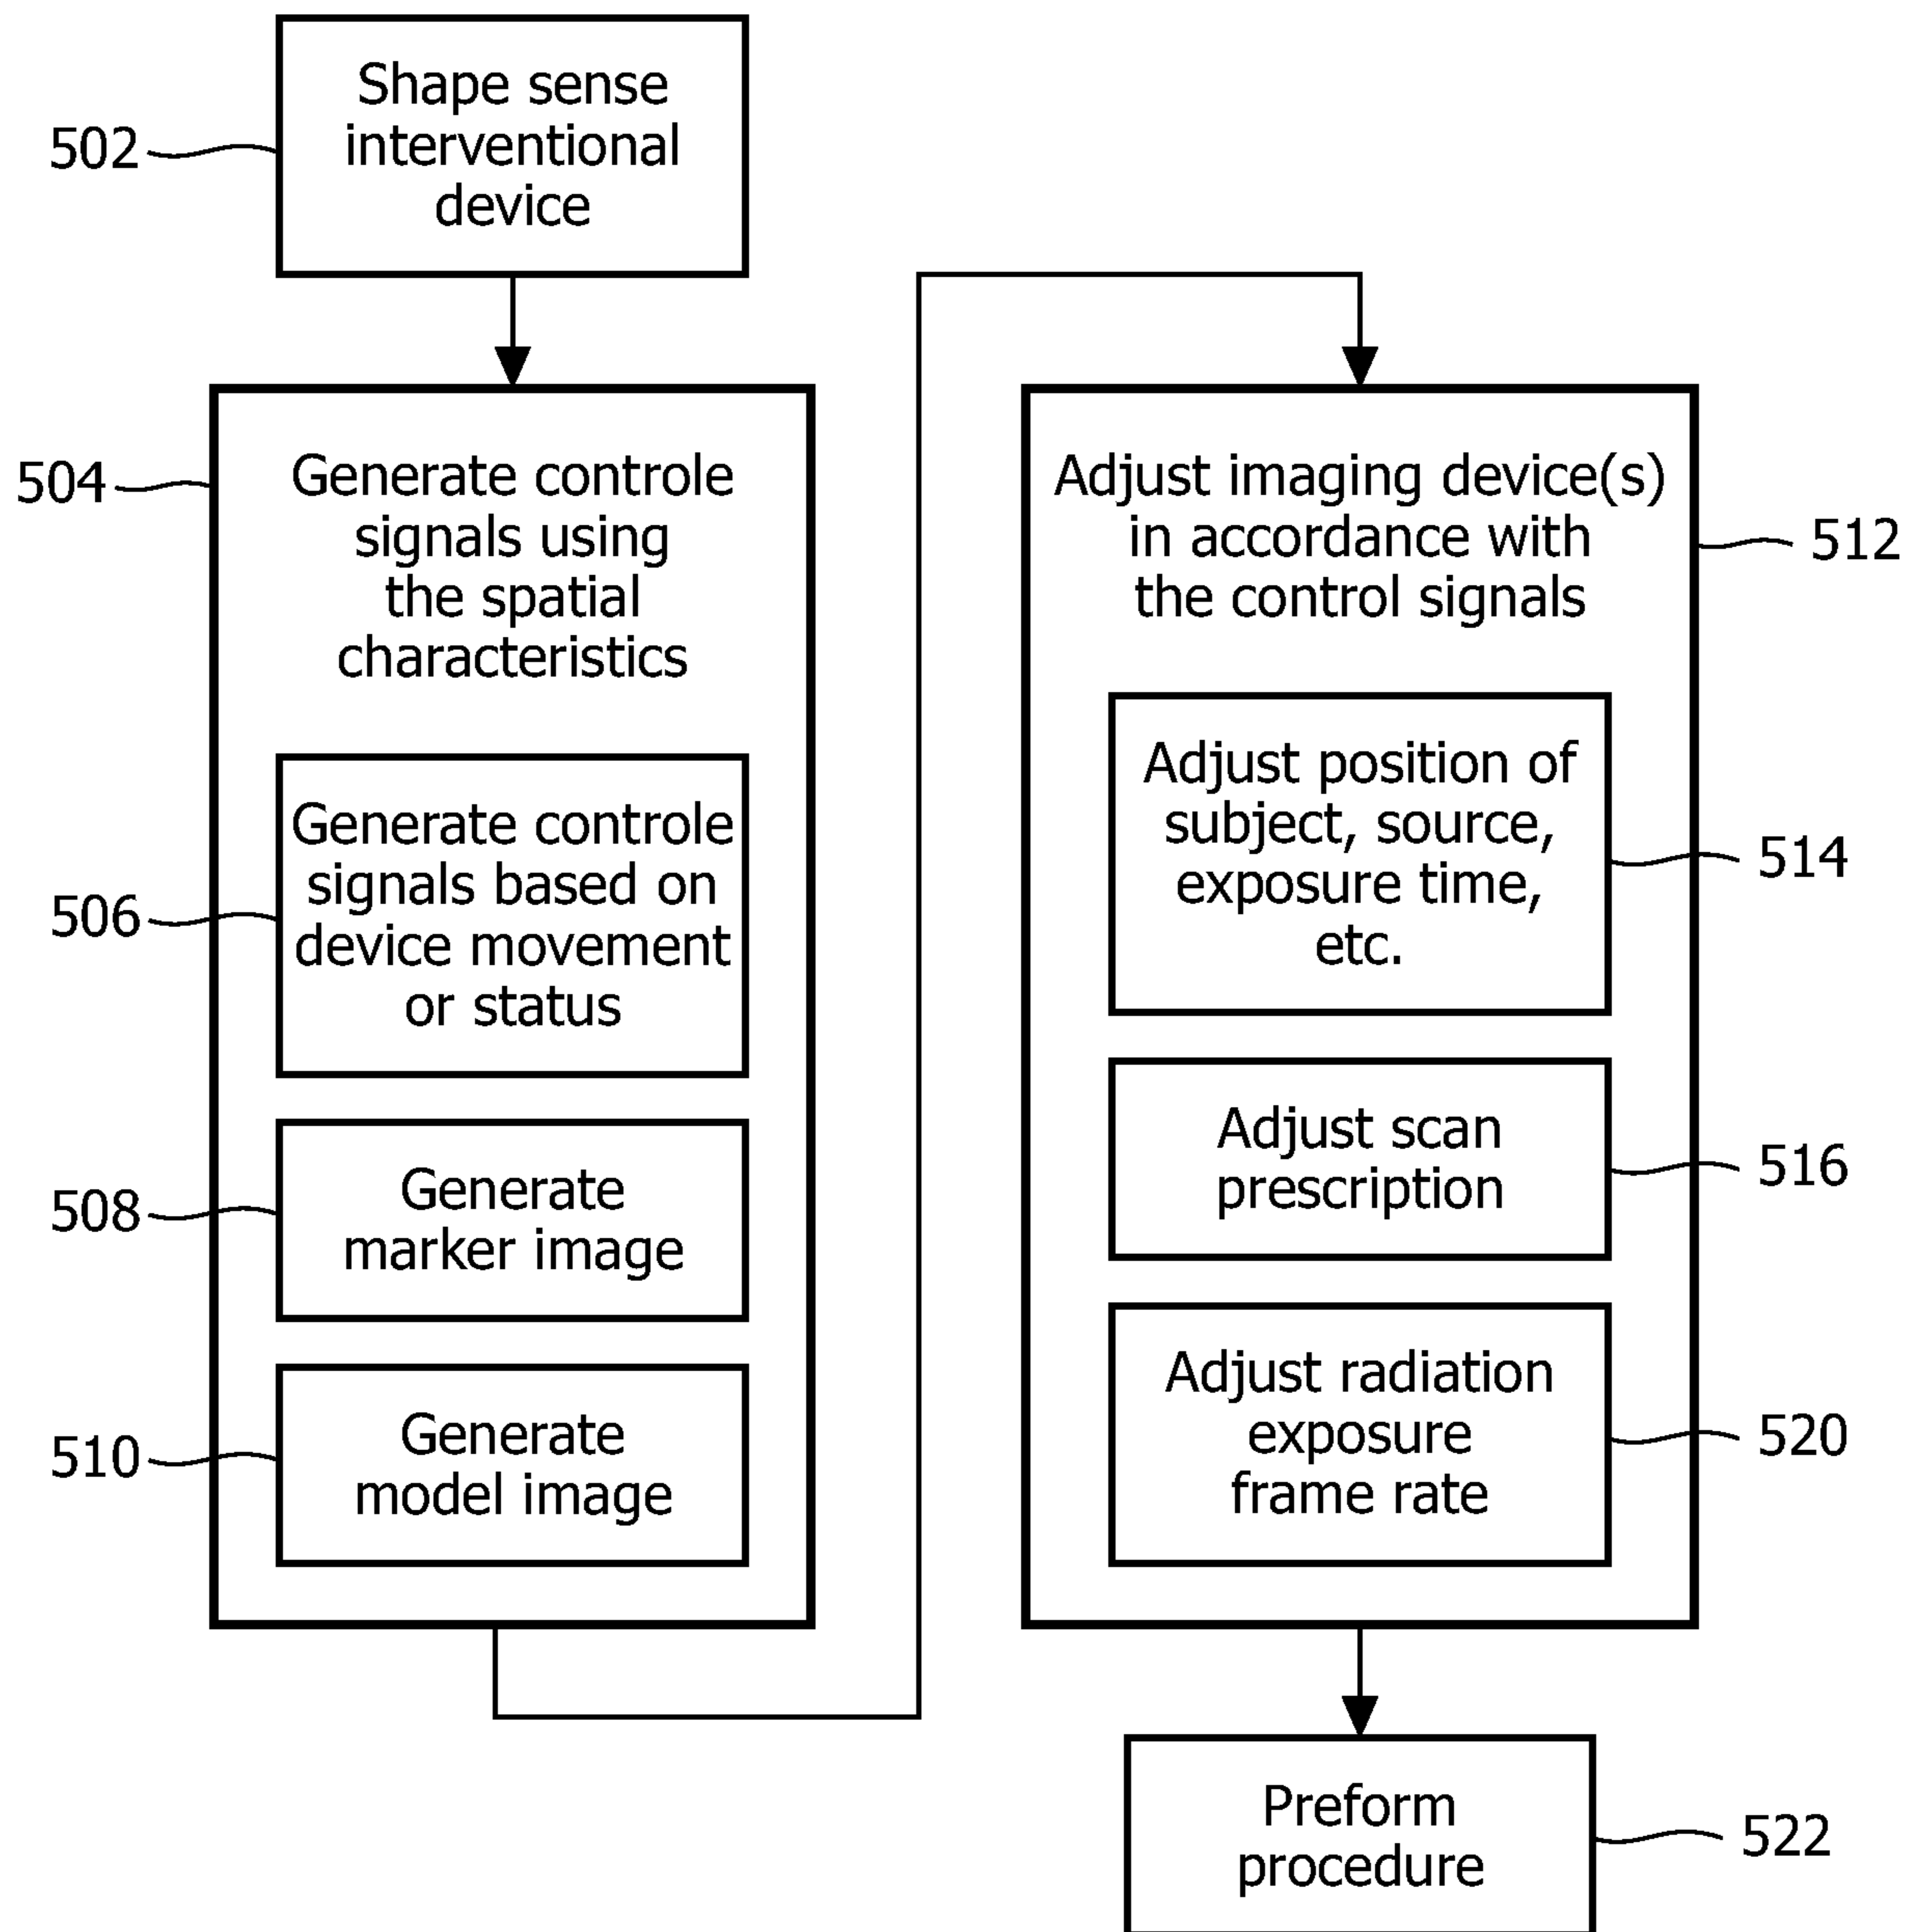 502
Shape sense
interventional
device
504
Generate controle
signals using
the spatial
characteristics
506
Generate controle
signals based on
device movement
or status
508
Generate
marker image
510
Generate
model image
Adjust imaging device(s)
in accordance with
the control signals
512
Adjust position of
subject, source,
exposure time,
etc.
514
Adjust scan
prescription
516
Adjust radiation
exposure
frame rate
520
Preform
procedure
522